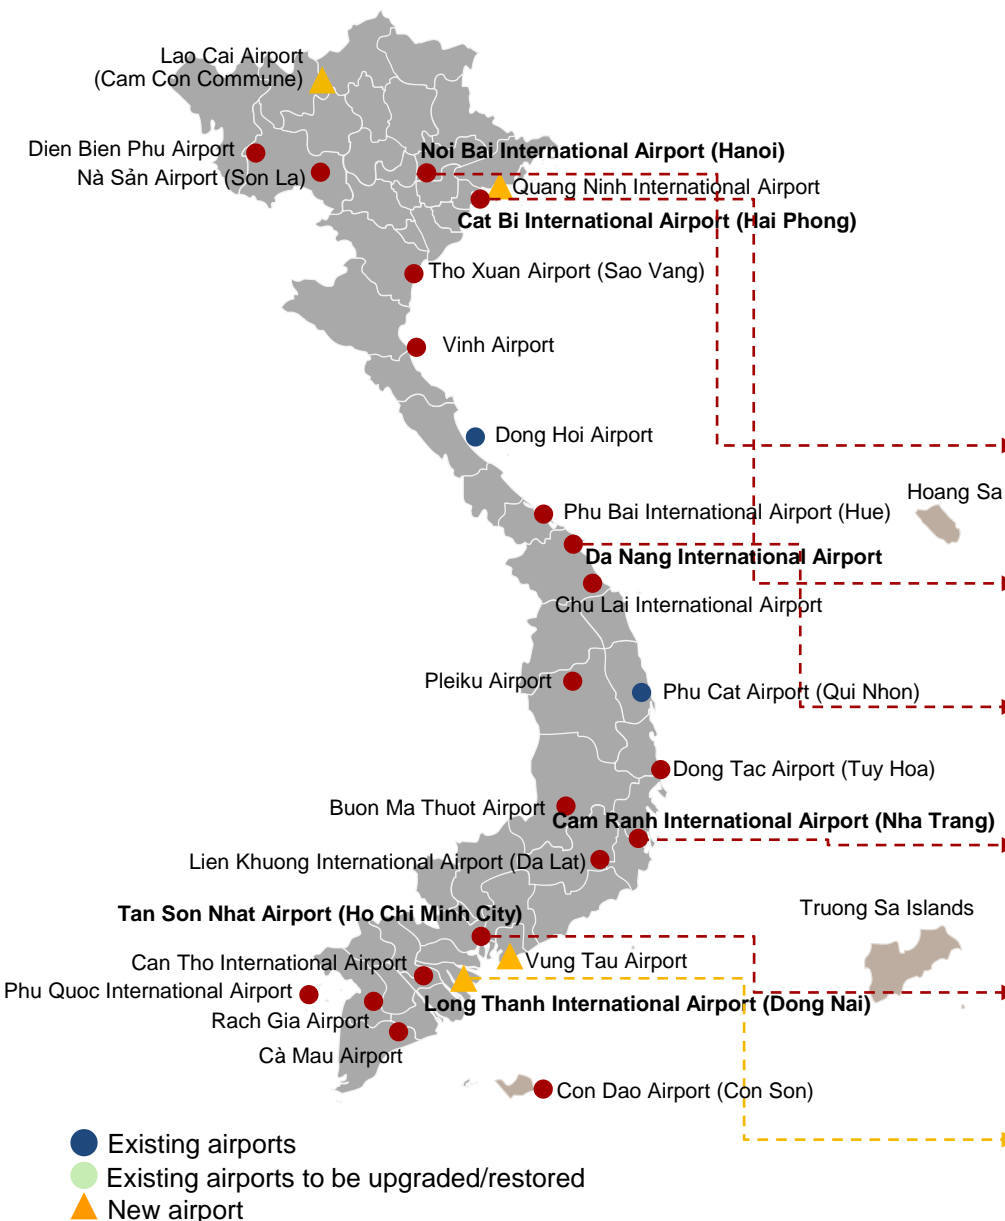 Lao Cai Airport
(Cam Con Commune)
Dien Bien Phu Airport
Noi Bai International Airport (Hanoi)
Nà Sản Airport (Son La)
Quang Ninh International Airport
Cat Bi International Airport (Hai Phong)
Tho Xuan Airport (Sao Vang)
Vinh Airport
Dong Hoi Airport
Hoang Sa
Phu Bai International Airport (Hue)
Da Nang International Airport
Chu Lai International Airport
Pleiku Airport
Phu Cat Airport (Qui Nhon)
Dong Tac Airport (Tuy Hoa)
Buon Ma Thuot Airport
Cam Ranh International Airport (Nha Trang)
Lien Khuong International Airport (Da Lat)
Truong Sa Islands
Tan Son Nhat Airport (Ho Chi Minh City)
Vung Tau Airport
Can Tho International Airport
Phu Quoc International Airport
Long Thanh International Airport (Dong Nai)
Rach Gia Airport
Cà Mau Airport
Con Dao Airport (Con Son)
Existing airports
Existing airports to be upgraded/restored
New airport